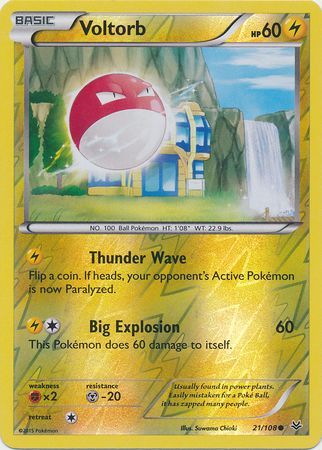 BASIC
Voltorb
HP60
NO. 100 Ball Pokémon HT: 1'08" WT: 22.9 lbs.
Thunder Wave
Flip a coin. If heads, your opponent's Active Pokémon
is now Paralyzed.
Big Explosion 60
This Pokémon does 60 damage to itself.
weakness
×2
resistance
-20
retreat
Usually found in power plants.
Easily mistaken for a Poké Ball,
it has zapped many people.
©2015 Pokémon
Illus. Suwama Chiaki
21/108